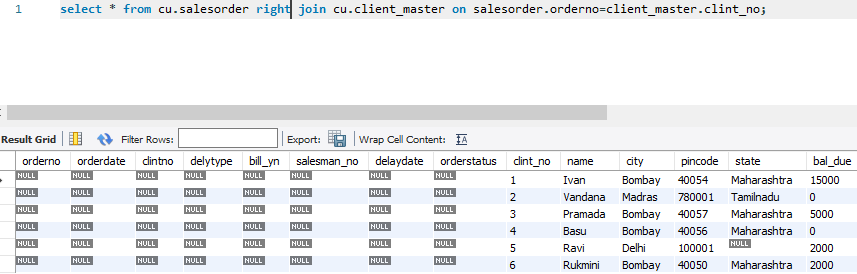 1 select * from cu.salesorder right join cu.client_master on salesorder.orderno=client_master.clint_no;
Result Grid Filter Rows: Export: Wrap Cell Content:
orderno orderdate clintno delytype bill_yn salesman_no delaydate orderstatus clint_no name city pincode state bal_due
NULL NULL NULL NULL NULL NULL NULL NULL 1 Ivan Bombay 40054 Maharashtra 15000
NULL NULL NULL NULL NULL NULL NULL NULL 2 Vandana Madras 780001 Tamilnadu 0
NULL NULL NULL NULL NULL NULL NULL NULL 3 Pramada Bombay 40057 Maharashtra 5000
NULL NULL NULL NULL NULL NULL NULL NULL 4 Basu Bombay 40056 Maharashtra 0
NULL NULL NULL NULL NULL NULL NULL NULL 5 Ravi Delhi 100001 NULL 2000
NULL NULL NULL NULL NULL NULL NULL NULL 6 Rukmini Bombay 40050 Maharashtra 2000